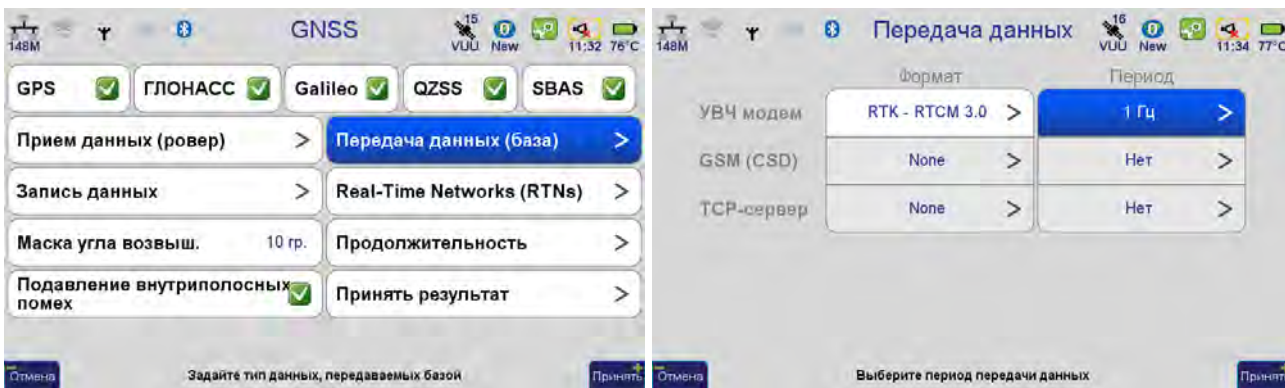 148M
GNSS
15
VUU
New
11:32 76°C
GPS
ГЛОНАСС
Galileo
QZSS
SBAS
Прием данных (ровер) >
Передача данных (база) >
Запись данных >
Real-Time Networks (RTNs) >
Маска угла возвыш. 10 гр.
Продолжительность >
Подавление внутриполосных
помех
Принять результат >
Отмена
Задайте тип данных, передаваемых базой
Принять
148M
Передача данных
16
VUU
New
11:34 77°C
Формат
Период
УВЧ модем
RTK - RTCM 3.0 >
1 Гц >
GSM (CSD)
None >
Нет >
TCP-сервер
None >
Нет >
Отмена
Выберите период передачи данных
Принять